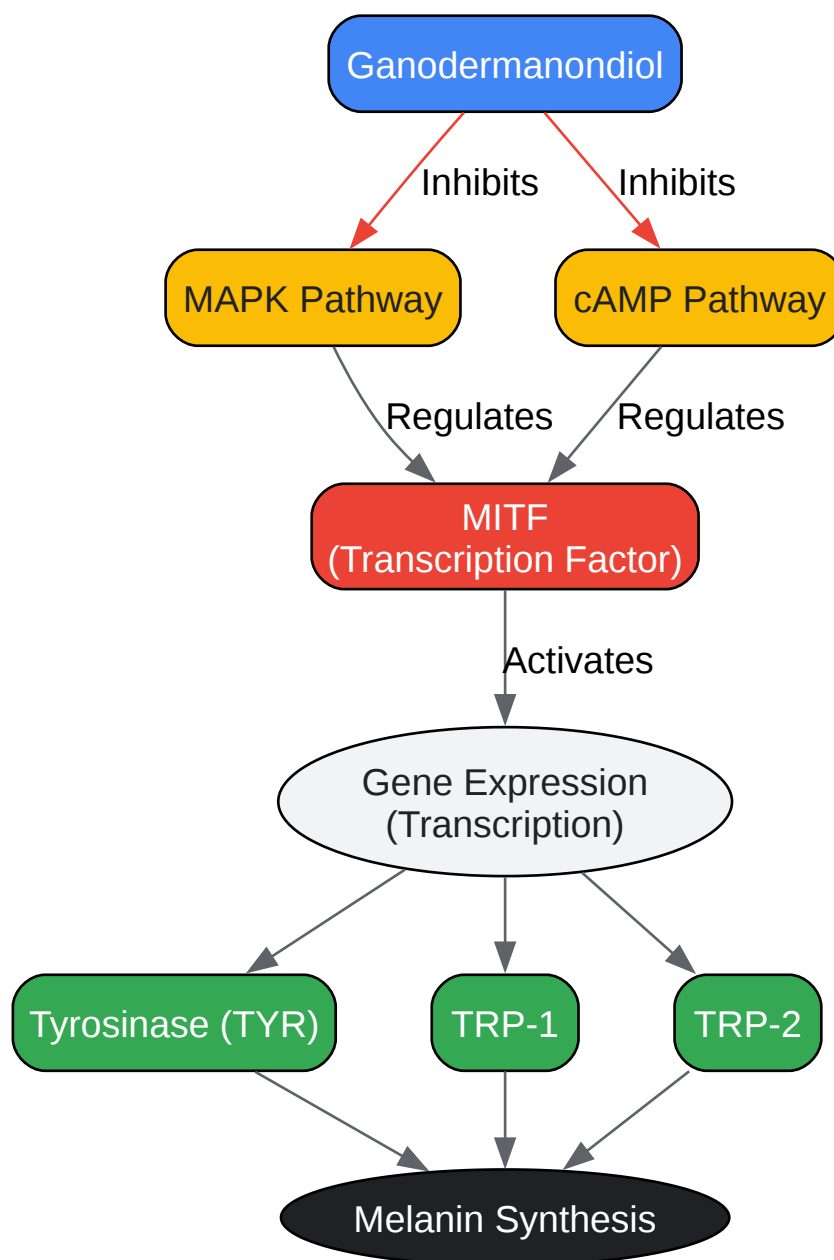 Ganodermanondiol
Inhibits
Inhibits
MAPK Pathway
cAMP Pathway
Regulates
Regulates
MITF
(Transcription Factor)
Activates
Gene Expression
(Transcription)
Tyrosinase (TYR)
TRP-1
TRP-2
Melanin Synthesis